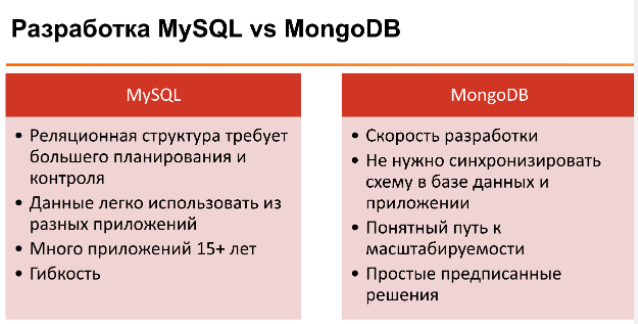 Разработка MySQL vs MongoDB
MySQL
• Реляционная структура требует
большего планирования и
контроля
• Данные легко использовать из
разных приложений
• Много приложений 15+ лет
• Гибкость
MongoDB
• Скорость разработки
• Не нужно синхронизировать
схему в базе данных и
приложении
• Понятный путь к
масштабируемости
• Простые предписанные
решения